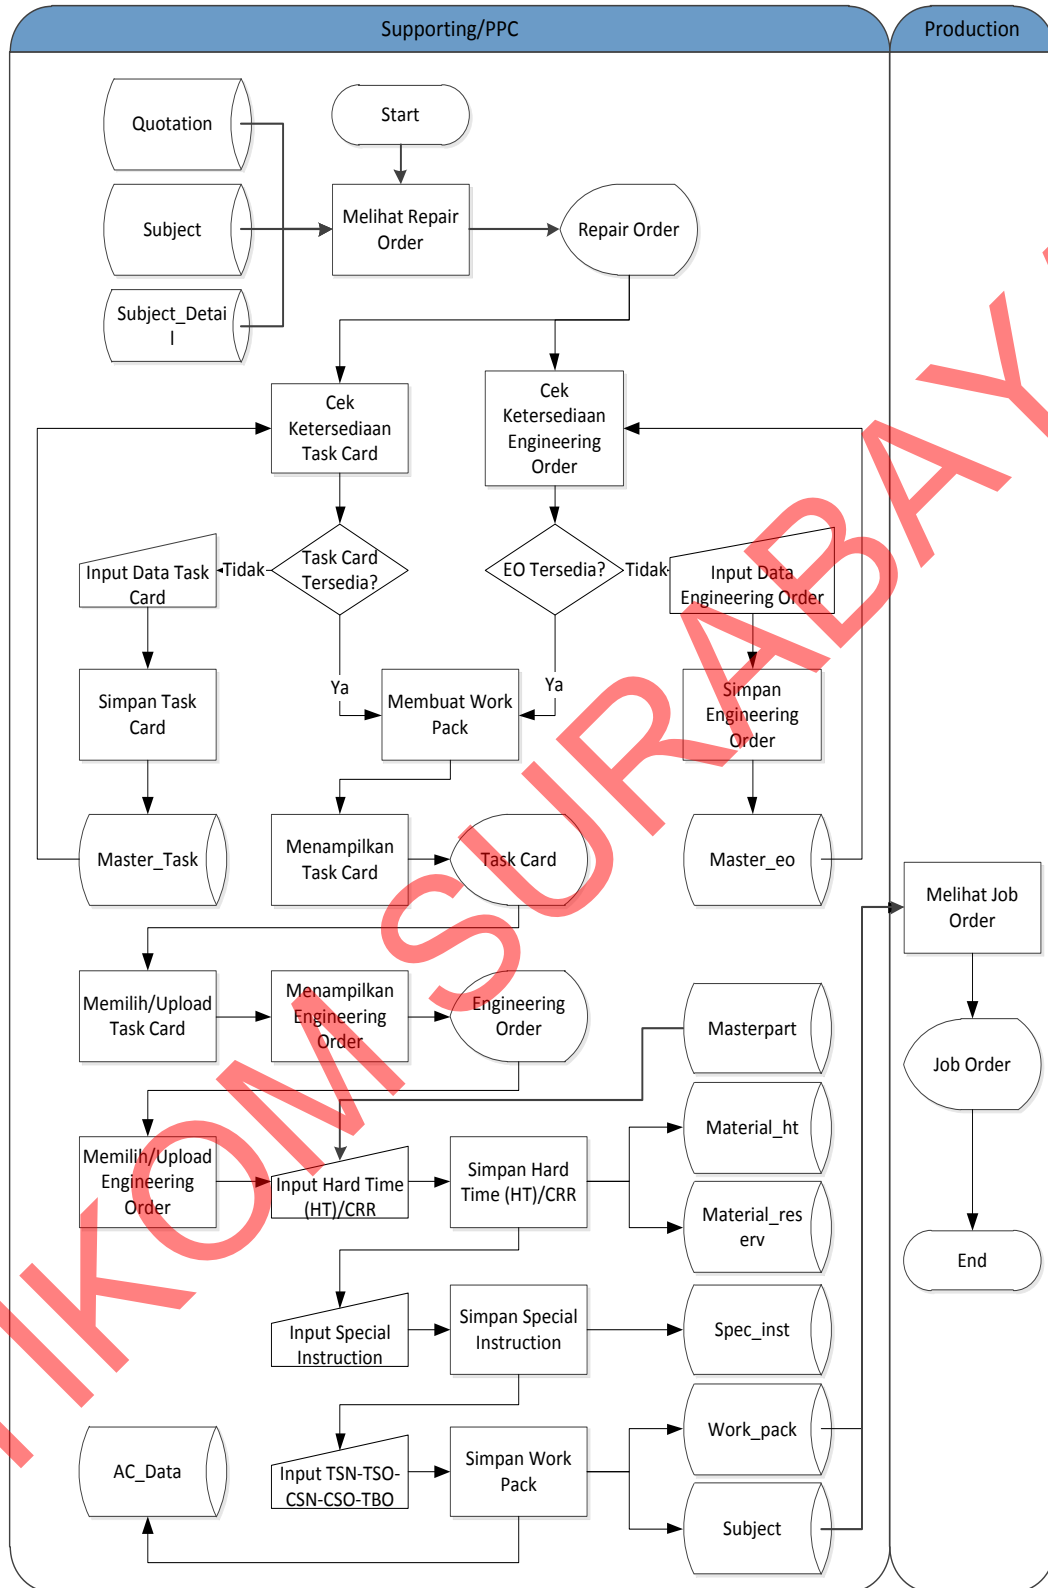 Supporting/PPC
Production
Quotation
Start
Subject
Melihat Repair
Order
Repair Order
Subject_Detai
l
Cek
Ketersediaan
Task Card
Cek
Ketersediaan
Engineering
Order
Input Data Task
Card
Tidak
Task Card
Tersedia?
EO Tersedia?
Tidak
Input Data
Engineering Order
Ya
Ya
Simpan Task
Card
Membuat Work
Pack
Simpan
Engineering
Order
Master_Task
Menampilkan
Task Card
Task Card
Master_eo
Melihat Job
Order
Memilih/Upload
Task Card
Menampilkan
Engineering
Order
Engineering
Order
Masterpart
Job Order
Memilih/Upload
Engineering
Order
Input Hard Time
(HT)/CRR
Simpan Hard
Time (HT)/CRR
Material_ht
Material_res
erv
End
Input Special
Instruction
Simpan Special
Instruction
Spec_inst
AC_Data
Input TSN-TSO-
CSN-CSO-TBO
Simpan Work
Pack
Work_pack
Subject
IKOM SURABAY